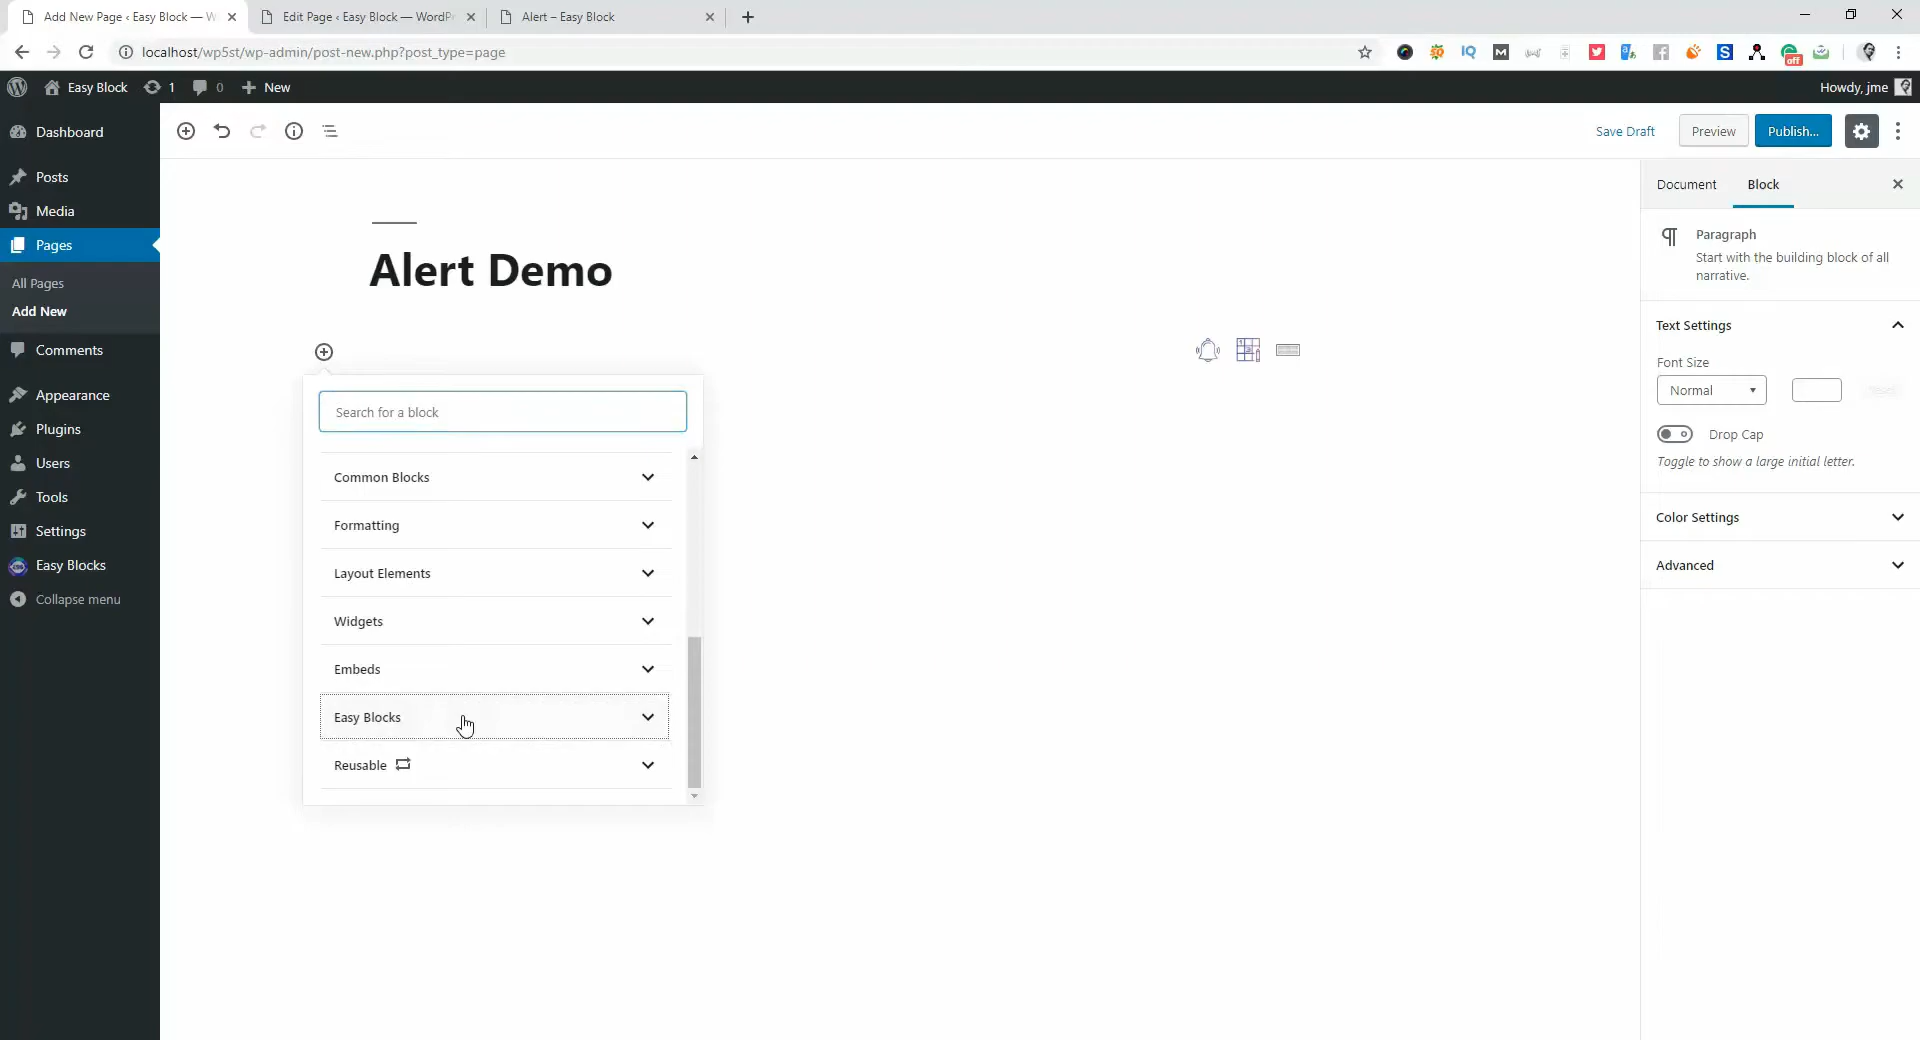 Add New Page ‹ Easy Block — W
Edit Page ‹ Easy Block — WordPr
Alert – Easy Block
localhost/wp5st/wp-admin/post-new.php?post_type=page
IQ
M
S
off
Easy Block
1
0
New
Howdy, jme
Dashboard
Posts
Media
Pages
All Pages
Add New
Comments
Appearance
Plugins
Users
Tools
Settings
Easy Blocks
Collapse menu
Save Draft
Preview
Publish...
Alert Demo
Search for a block
Common Blocks
Formatting
Layout Elements
Widgets
Embeds
Easy Blocks
Reusable
Document
Block
Paragraph
Start with the building block of all
narrative.
Text Settings
Font Size
Normal
Drop Cap
Toggle to show a large initial letter.
Color Settings
Advanced